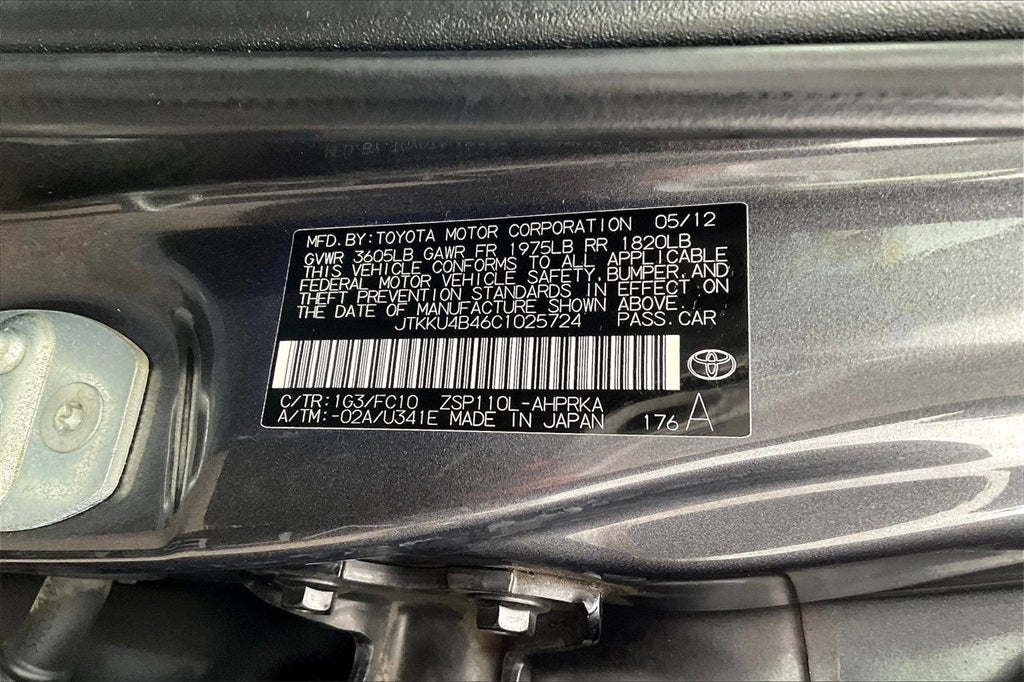 MFD. BY: TOYOTA MOTOR CORPORATION 05/12
GVWR 3605LB GAWR FR 1975LB RR 1820LB
THIS VEHICLE CONFORMS TO ALL APPLICABLE
FEDERAL MOTOR VEHICLE SAFETY, BUMPER, AND
THEFT PREVENTION STANDARDS IN EFFECT ON
THE DATE OF MANUFACTURE SHOWN ABOVE.
JTKKU4B46C1025724 PASS. CAR
C/TR: 1G3/FC10 ZSP110L-AHPRKA
A/TM: -02A/U341E MADE IN JAPAN 176 A